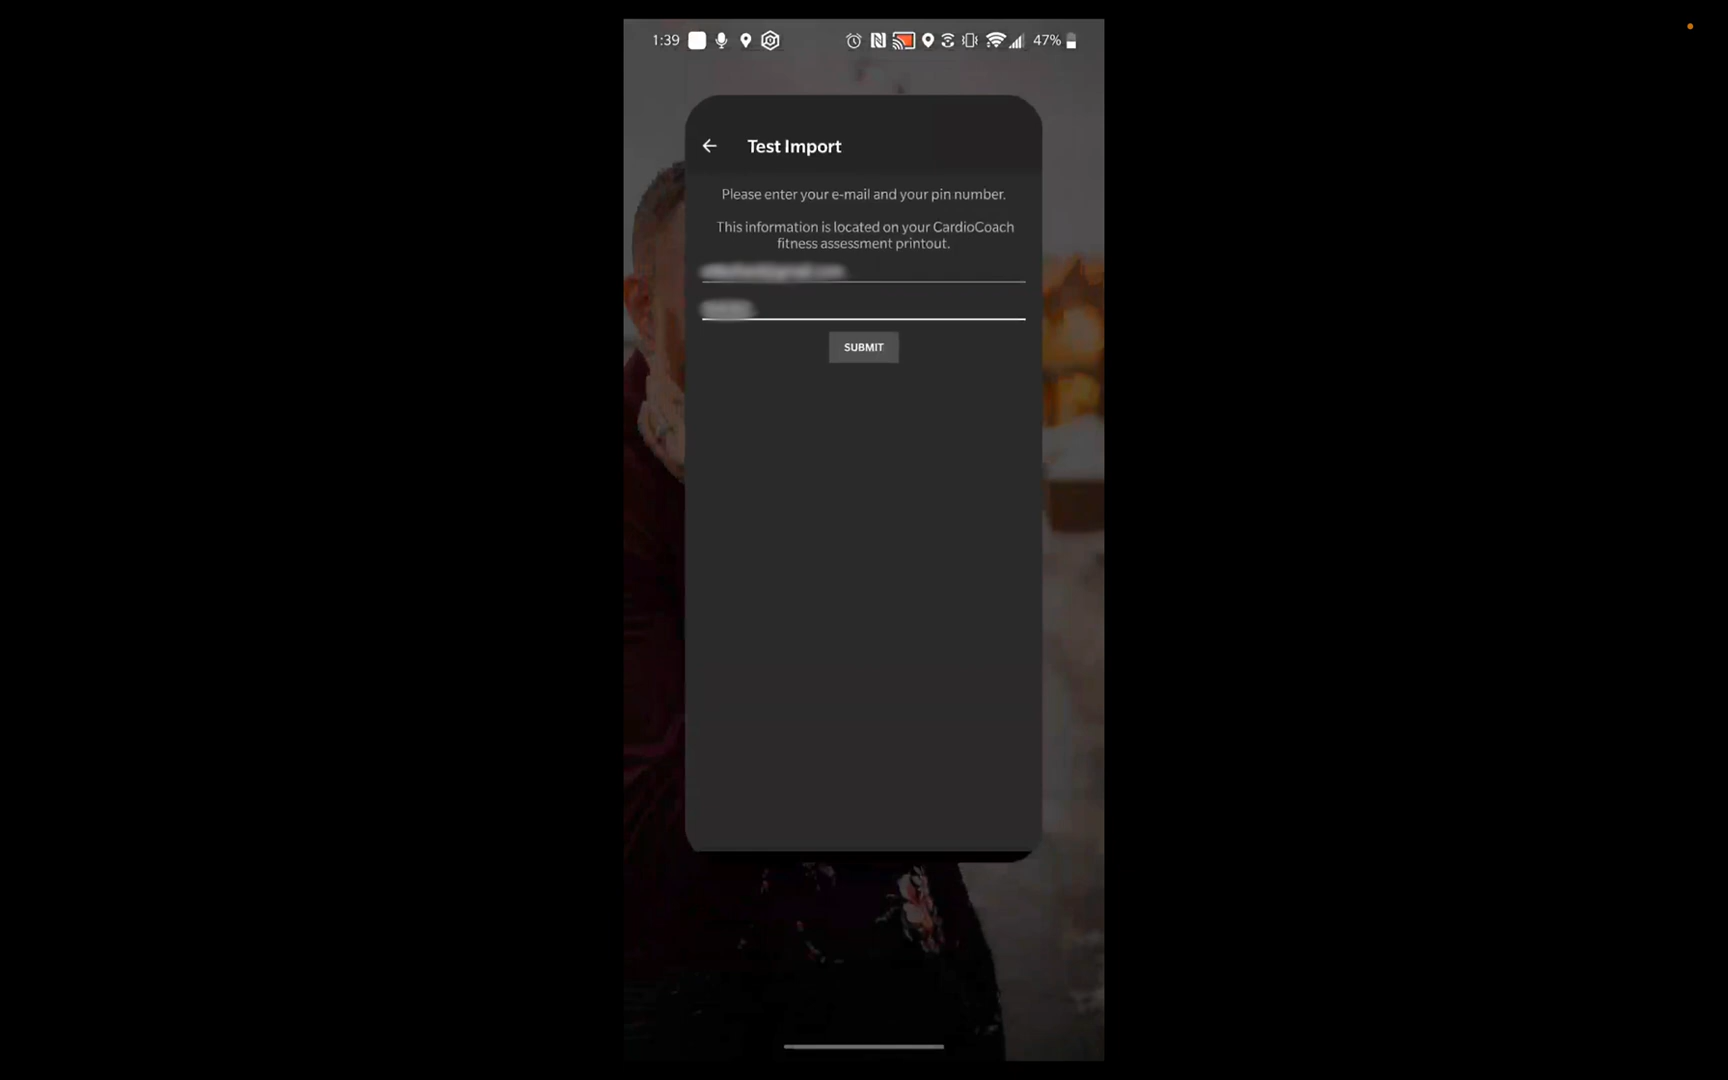 1:39
47%
Test Import
Please enter your e-mail and your pin number.
This information is located on your CardioCoach
fitness assessment printout.
SUBMIT